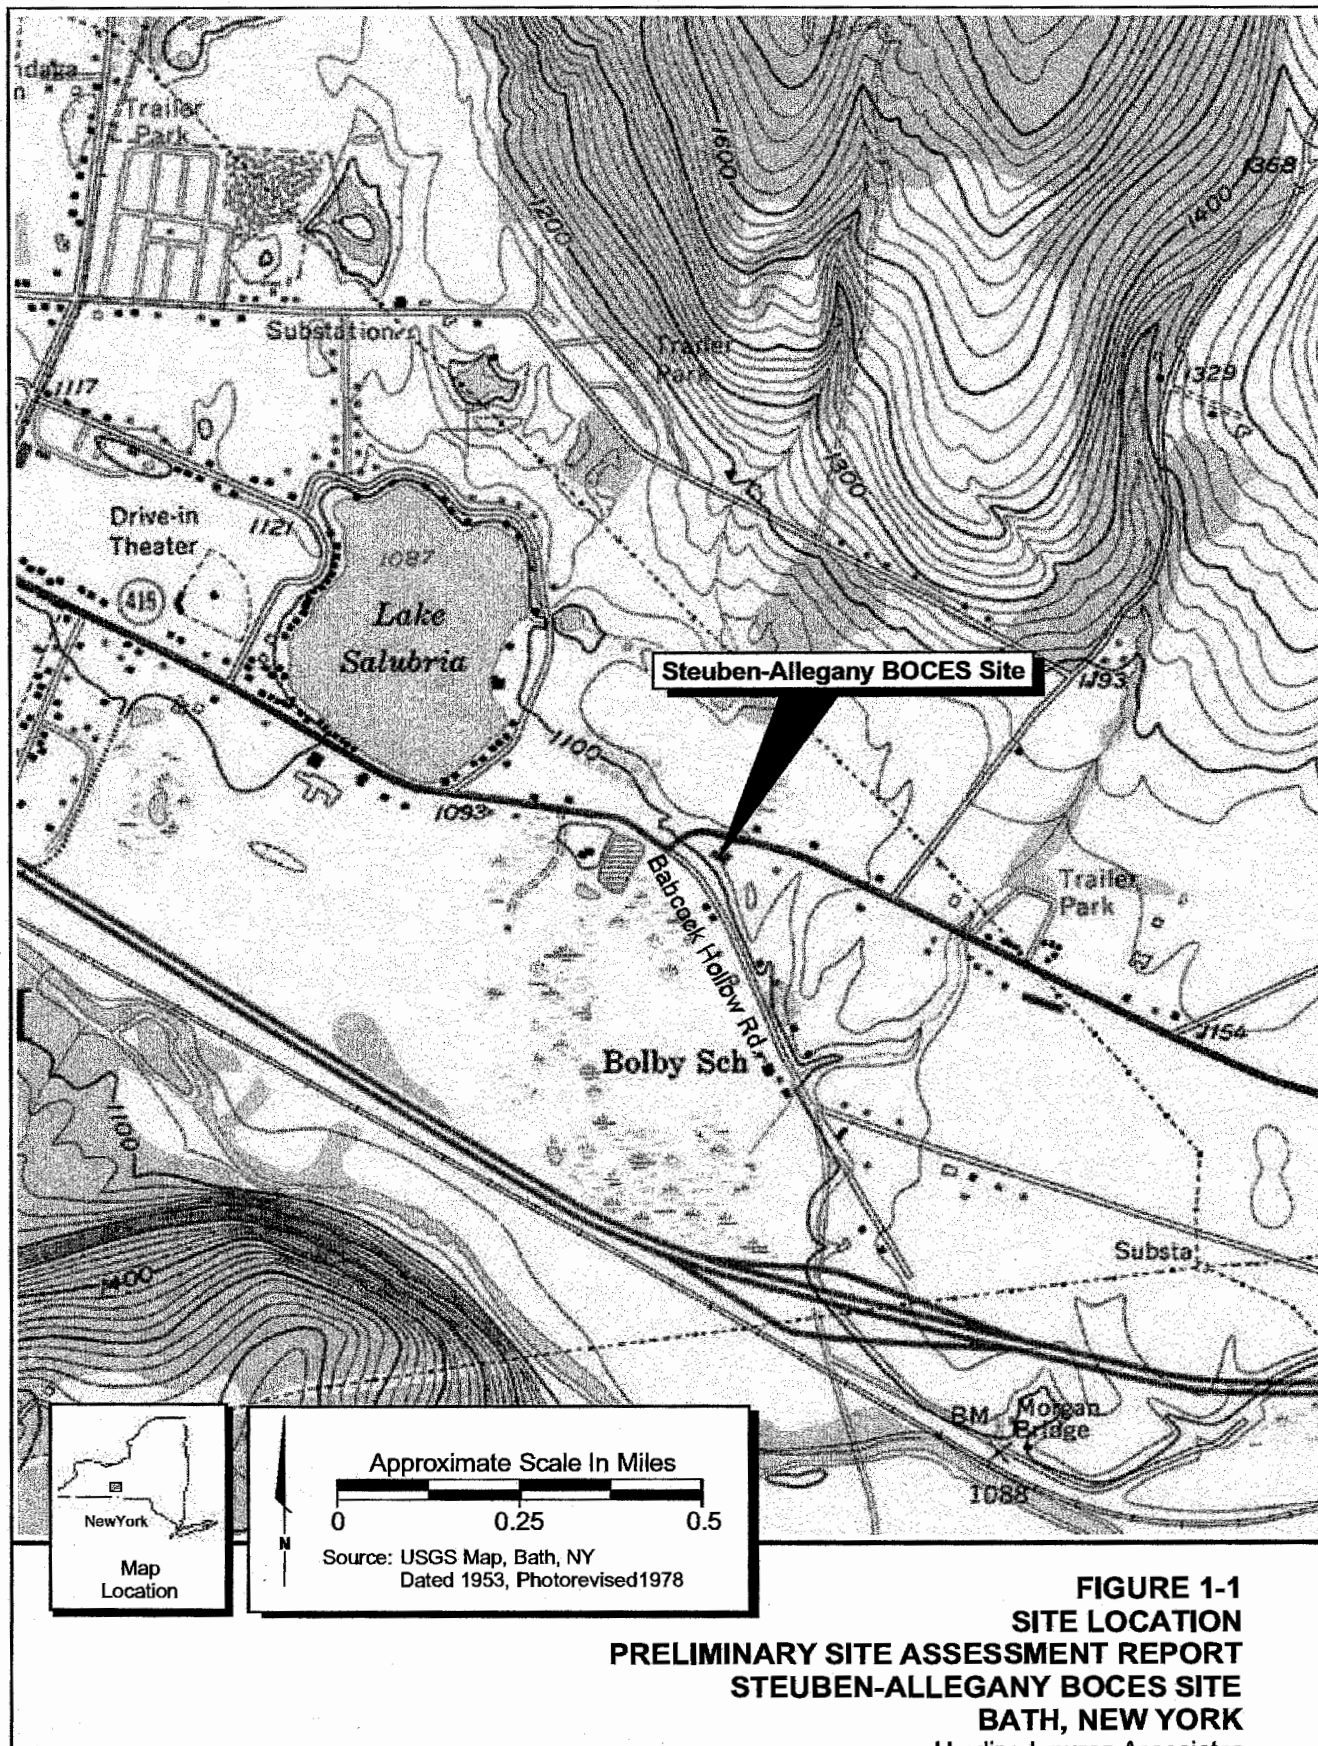 Trailer
Park
1600
1368
1400
1200
Substation
Trailer
Park
1117
1329
1300
Drive-in
Theater
1121
415
1087
Lake
Salubria
Steuben-Allegany BOCES Site
1193
1100
1093
Babcock Hollow Rd.
Trailer
Park
1154
Bolby Sch
1100
Substa
1400
BM
Morgan
Bridge
1088
NewYork
Map
Location
Approximate Scale In Miles
0 0.25 0.5
N
Source: USGS Map, Bath, NY
Dated 1953, Photorevised1978
FIGURE 1-1
SITE LOCATION
PRELIMINARY SITE ASSESSMENT REPORT
STEUBEN-ALLEGANY BOCES SITE
BATH, NEW YORK